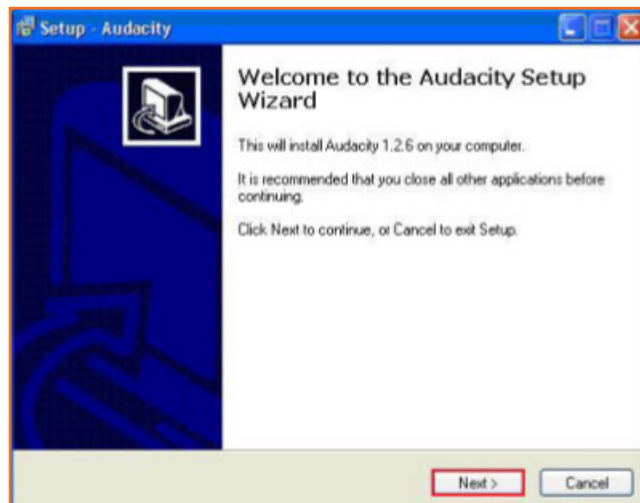 Setup - Audacity
Welcome to the Audacity Setup
Wizard
This will install Audacity 1.2.6 on your computer.
It is recommended that you close all other applications before
continuing.
Click Next to continue, or Cancel to exit Setup.
Next >
Cancel